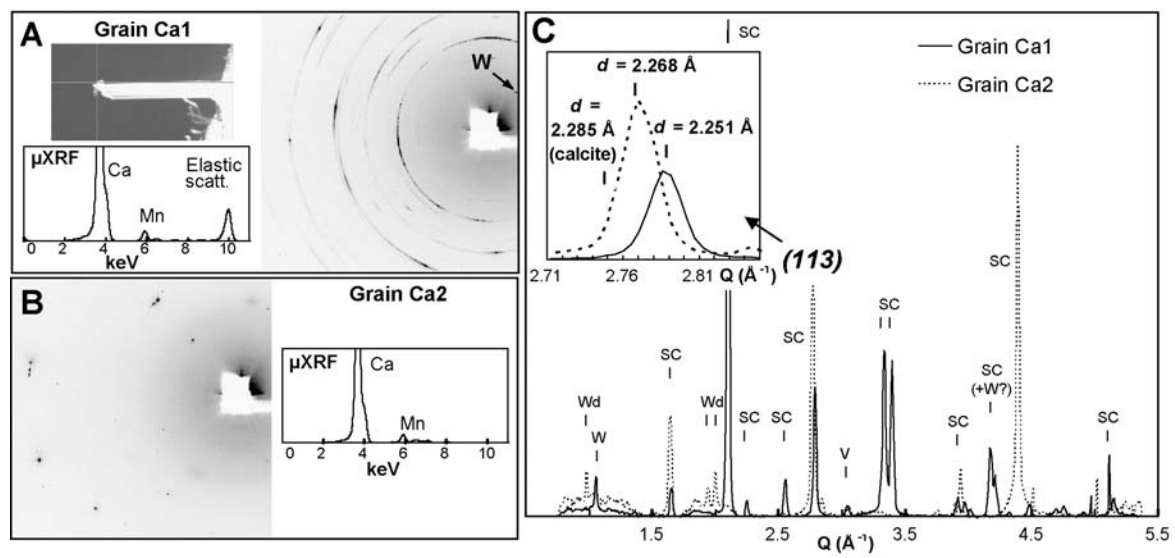 A
Grain Ca1
W
µXRF
Ca
Elastic
scatt.
Mn
0 2 4 6 8 10
keV
B
Grain Ca2
µXRF
Ca
Mn
0 2 4 6 8 10
keV
C
SC
Grain Ca1
Grain Ca2
d = 2.268 Å
d =
2.285 Å
(calcite)
d = 2.251 Å
2.71 2.76 2.81
Q (Å⁻¹)
(113)
SC
SC
SC
SC
Wd
W
Wd
SC
SC
V
SC
(+W?)
SC
SC
1.5 2.5 3.5 4.5 5.5
Q (Å⁻¹)